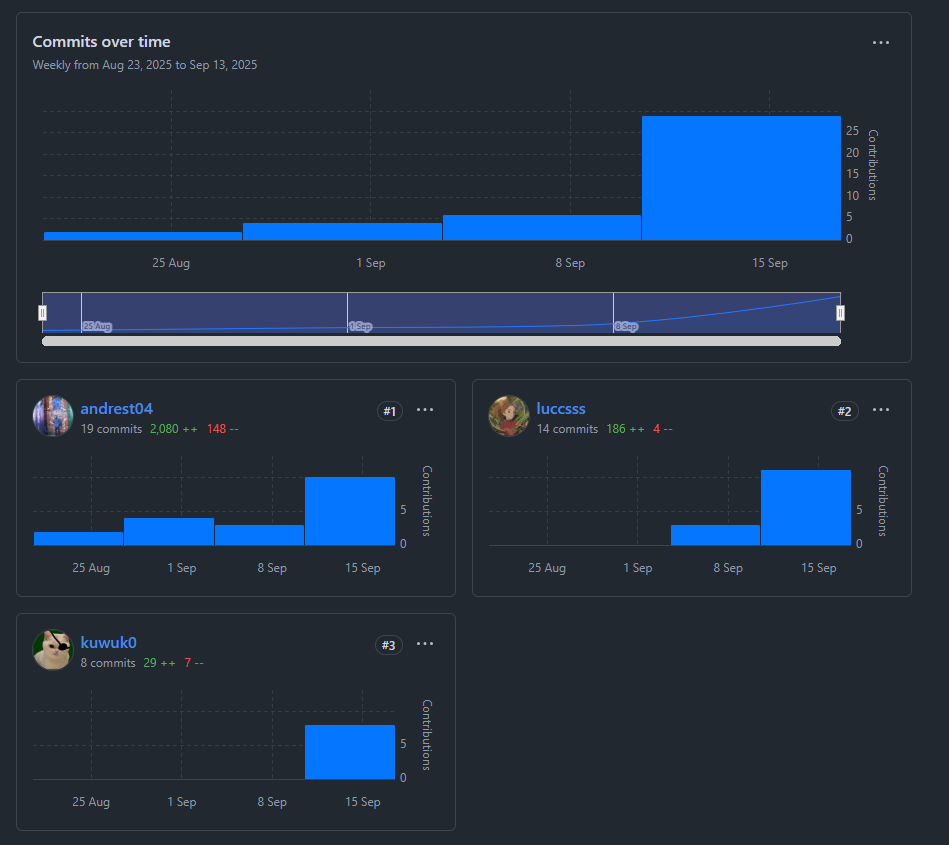 Commits over time
Weekly from Aug 23, 2025 to Sep 13, 2025
25
20
15
10
5
0
Contributions
25 Aug 1 Sep 8 Sep 15 Sep
25 Aug 1 Sep 8 Sep
andrest04 #1
19 commits 2,080 ++ 148 --
5
0
Contributions
25 Aug 1 Sep 8 Sep 15 Sep
luccsss #2
14 commits 186 ++ 4 --
5
0
Contributions
25 Aug 1 Sep 8 Sep 15 Sep
kuwuk0 #3
8 commits 29 ++ 7 --
5
0
Contributions
25 Aug 1 Sep 8 Sep 15 Sep